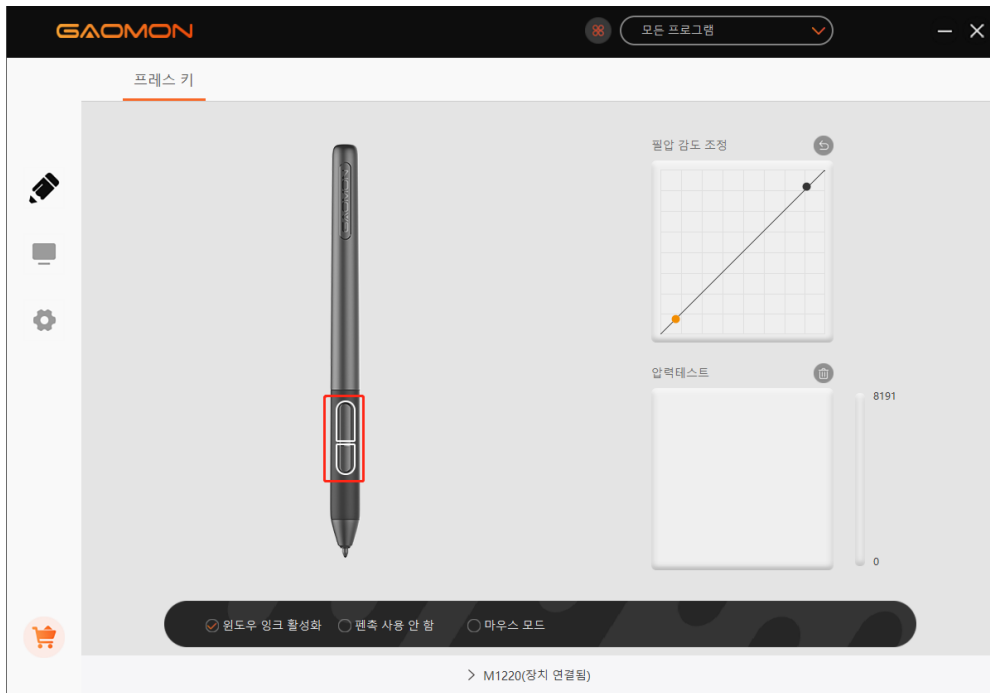 GAOMON
모든 프로그램
프레스 키
GAOMON
필압 감도 조정
압력테스트
8191
0
윈도우 잉크 활성화
펜촉 사용 안 함
마우스 모드
M1220(장치 연결됨)